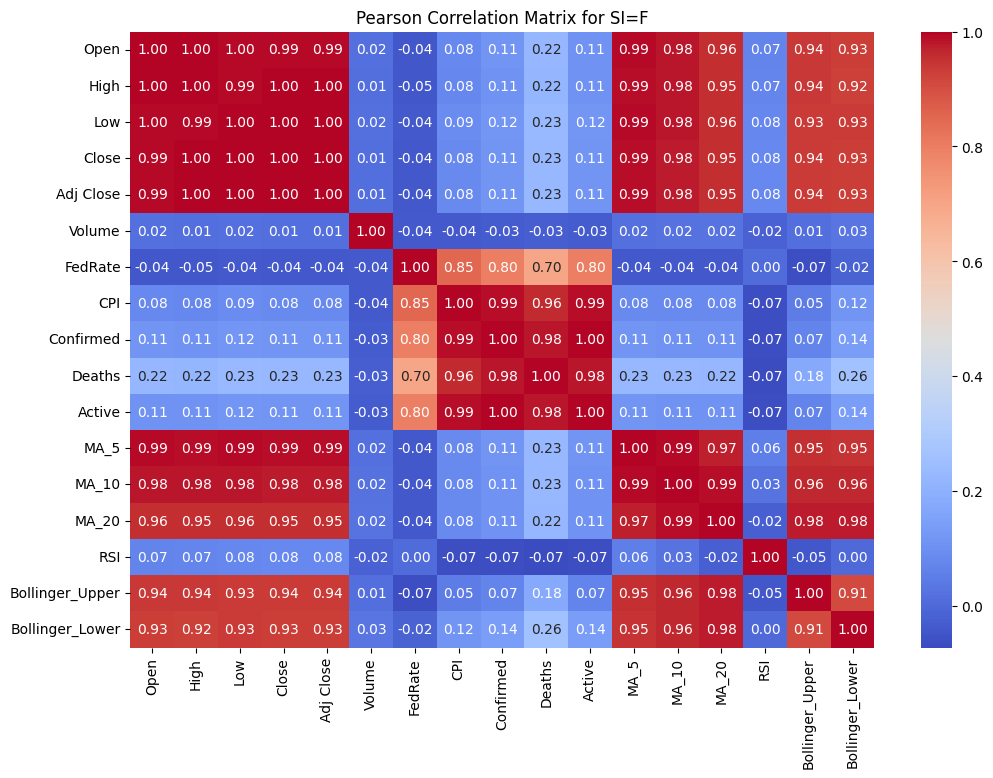 Pearson Correlation Matrix for SI=F
Open 1.00 1.00 1.00 0.99 0.99 0.02 -0.04 0.08 0.11 0.22 0.11 0.99 0.98 0.96 0.07 0.94 0.93
High 1.00 1.00 0.99 1.00 1.00 0.01 -0.05 0.08 0.11 0.22 0.11 0.99 0.98 0.95 0.07 0.94 0.92
Low 1.00 0.99 1.00 1.00 1.00 0.02 -0.04 0.09 0.12 0.23 0.12 0.99 0.98 0.96 0.08 0.93 0.93
Close 0.99 1.00 1.00 1.00 1.00 0.01 -0.04 0.08 0.11 0.23 0.11 0.99 0.98 0.95 0.08 0.94 0.93
Adj Close 0.99 1.00 1.00 1.00 1.00 0.01 -0.04 0.08 0.11 0.23 0.11 0.99 0.98 0.95 0.08 0.94 0.93
Volume 0.02 0.01 0.02 0.01 0.01 1.00 -0.04 -0.04 -0.03 -0.03 -0.03 0.02 0.02 0.02 -0.02 0.01 0.03
FedRate -0.04 -0.05 -0.04 -0.04 -0.04 -0.04 1.00 0.85 0.80 0.70 0.80 -0.04 -0.04 -0.04 0.00 -0.07 -0.02
CPI 0.08 0.08 0.09 0.08 0.08 -0.04 0.85 1.00 0.99 0.96 0.99 0.08 0.08 0.08 -0.07 0.05 0.12
Confirmed 0.11 0.11 0.12 0.11 0.11 -0.03 0.80 0.99 1.00 0.98 1.00 0.11 0.11 0.11 -0.07 0.07 0.14
Deaths 0.22 0.22 0.23 0.23 0.23 -0.03 0.70 0.96 0.98 1.00 0.98 0.23 0.23 0.22 -0.07 0.18 0.26
Active 0.11 0.11 0.12 0.11 0.11 -0.03 0.80 0.99 1.00 0.98 1.00 0.11 0.11 0.11 -0.07 0.07 0.14
MA_5 0.99 0.99 0.99 0.99 0.99 0.02 -0.04 0.08 0.11 0.23 0.11 1.00 0.99 0.97 0.06 0.95 0.95
MA_10 0.98 0.98 0.98 0.98 0.98 0.02 -0.04 0.08 0.11 0.23 0.11 0.99 1.00 0.99 0.03 0.96 0.96
MA_20 0.96 0.95 0.96 0.95 0.95 0.02 -0.04 0.08 0.11 0.22 0.11 0.97 0.99 1.00 -0.02 0.98 0.98
RSI 0.07 0.07 0.08 0.08 0.08 -0.02 0.00 -0.07 -0.07 -0.07 -0.07 0.06 0.03 -0.02 1.00 -0.05 0.00
Bollinger_Upper 0.94 0.94 0.93 0.94 0.94 0.01 -0.07 0.05 0.07 0.18 0.07 0.95 0.96 0.98 -0.05 1.00 0.91
Bollinger_Lower 0.93 0.92 0.93 0.93 0.93 0.03 -0.02 0.12 0.14 0.26 0.14 0.95 0.96 0.98 0.00 0.91 1.00
Open High Low Close Adj Close Volume FedRate CPI Confirmed Deaths Active MA_5 MA_10 MA_20 RSI Bollinger_Upper Bollinger_Lower
1.0
0.8
0.6
0.4
0.2
0.0